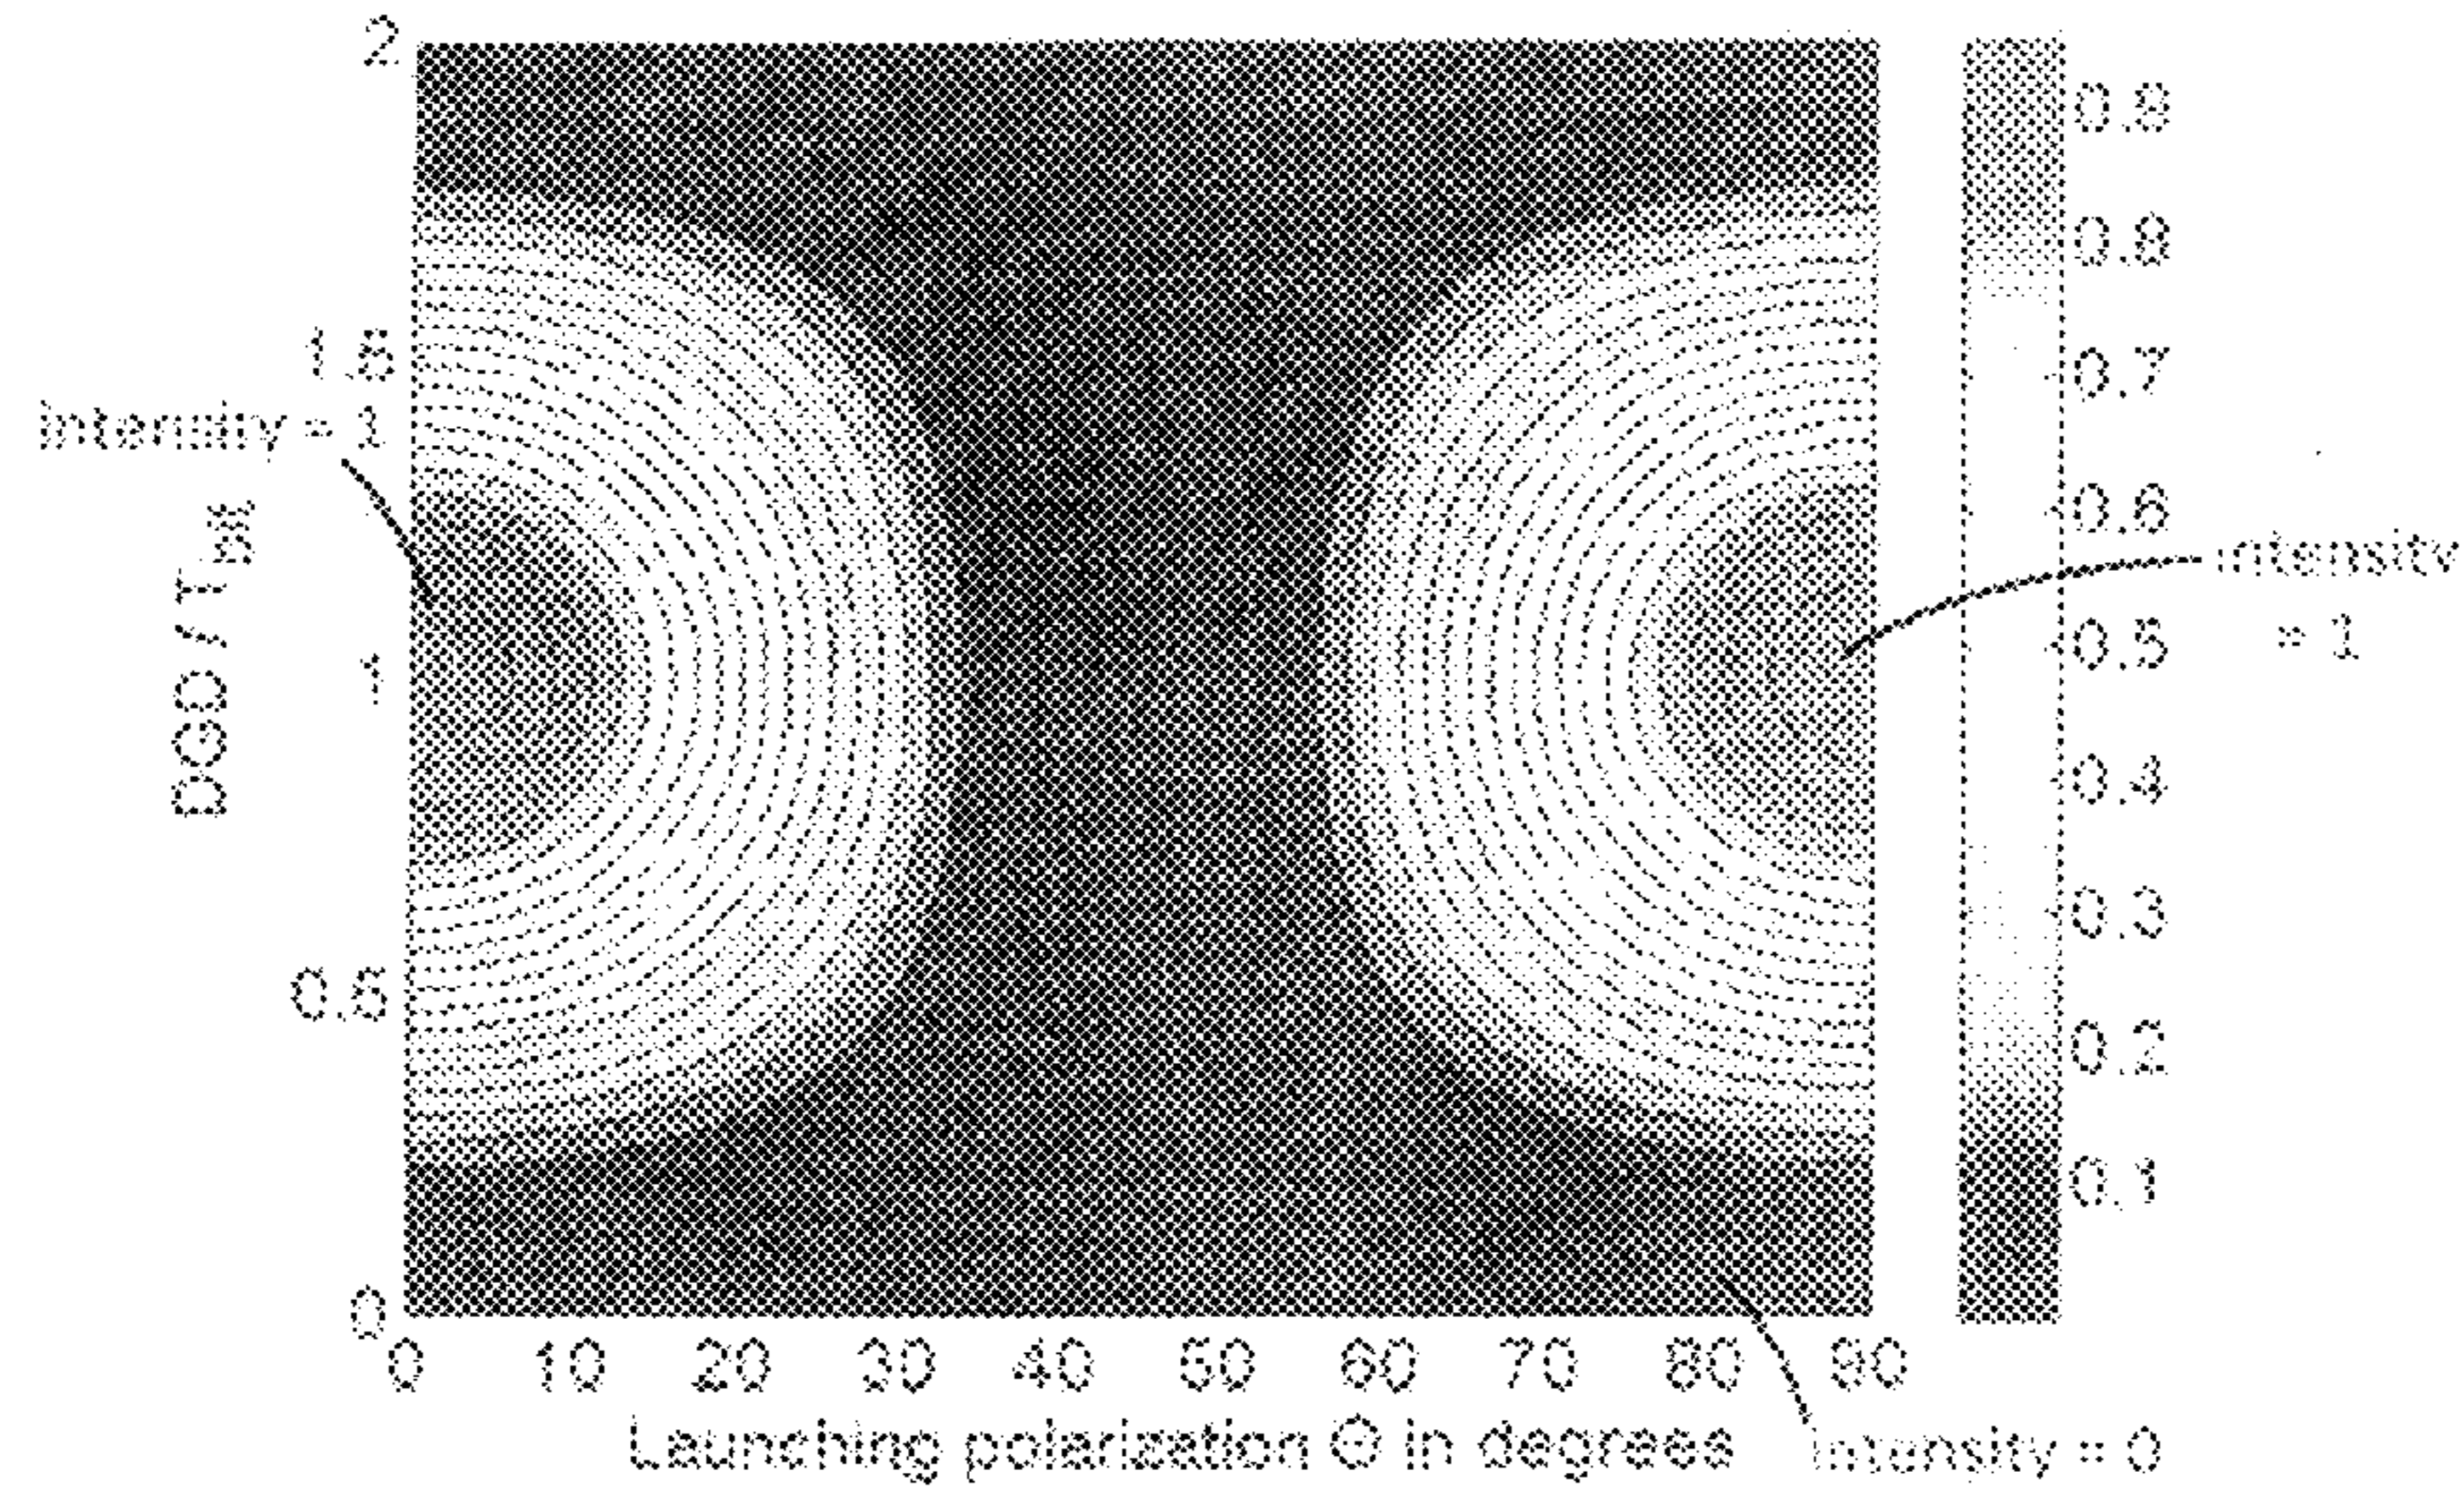 2
1.5
Intensity = 1
DGD / T
1
0.5
0
0 10 20 30 40 50 60 70 80 90
Launching polarization Θ in degrees
Intensity = 0
0.9
0.8
0.7
0.6
0.5
0.4
0.3
0.2
0.1
intensity
= 1